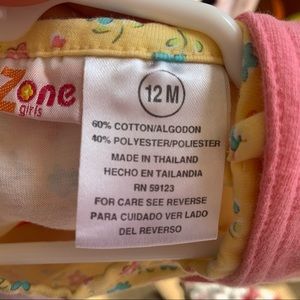 Zone
girls
12 M
60% COTTON/ALGODON
40% POLYESTER/POLIESTER
MADE IN THAILAND
HECHO EN TAILANDIA
RN 59123
FOR CARE SEE REVERSE
PARA CUIDADO VER LADO
DEL REVERSO